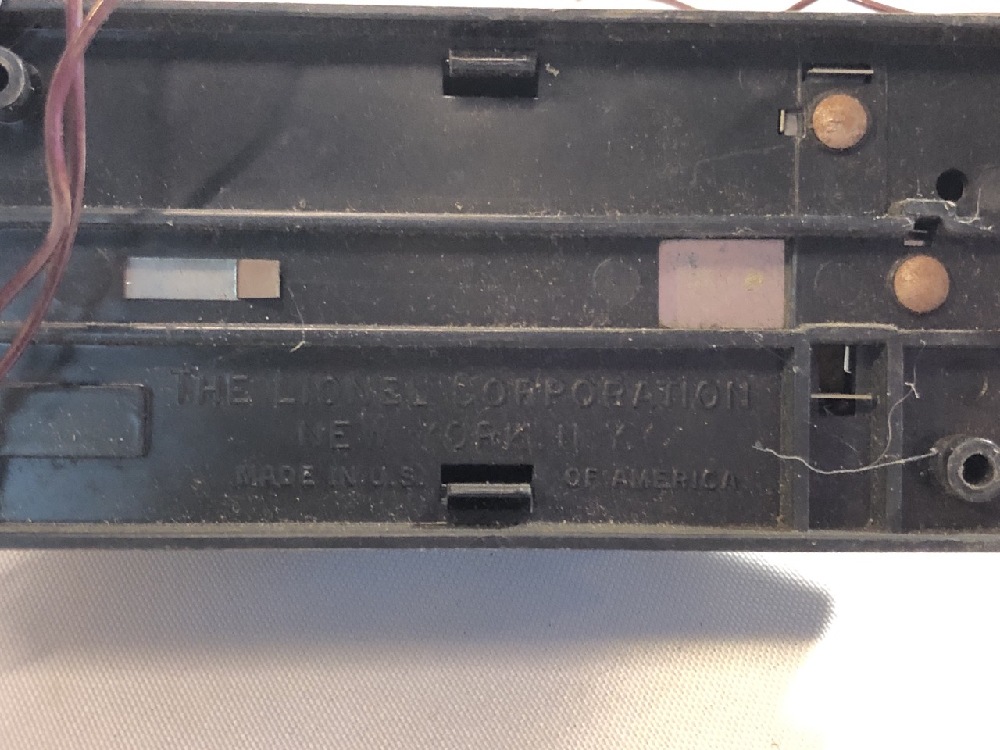 THE LIONEL CORPORATION
NEW YORK N Y
MADE IN U.S. OF AMERICA